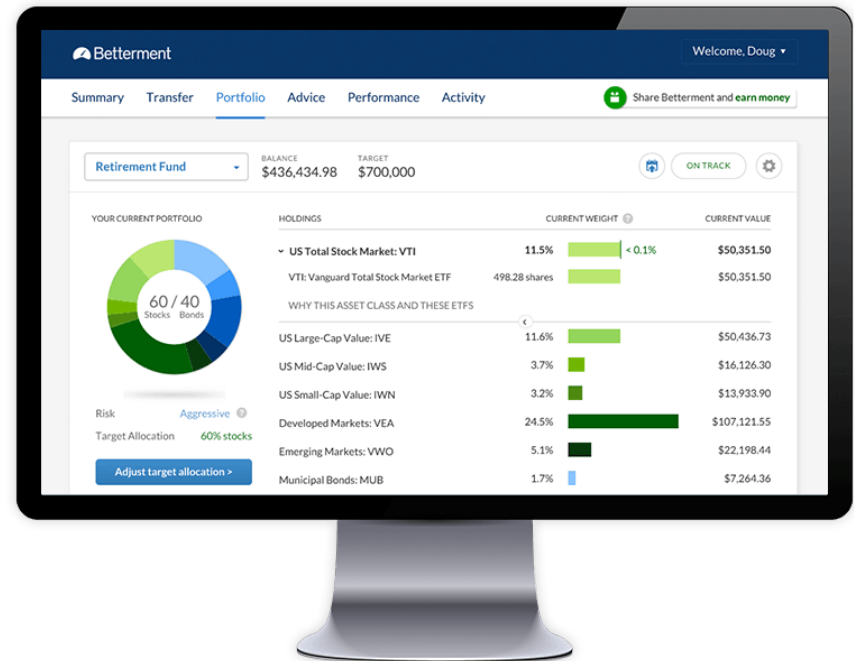 Betterment
Welcome, Doug
Summary Transfer Portfolio Advice Performance Activity
Share Betterment and earn money
Retirement Fund
BALANCE
$436,434.98
TARGET
$700,000
ON TRACK
YOUR CURRENT PORTFOLIO
60 / 40
Stocks Bonds
Risk Aggressive ?
Target Allocation 60% stocks
Adjust target allocation >
HOLDINGS CURRENT WEIGHT ? CURRENT VALUE
US Total Stock Market: VTI 11.5% < 0.1% $50,351.50
VTI: Vanguard Total Stock Market ETF 498.28 shares $50,351.50
WHY THIS ASSET CLASS AND THESE ETFS
US Large-Cap Value: IVE 11.6% $50,436.73
US Mid-Cap Value: IWS 3.7% $16,126.30
US Small-Cap Value: IWN 3.2% $13,933.90
Developed Markets: VEA 24.5% $107,121.55
Emerging Markets: VWO 5.1% $22,198.44
Municipal Bonds: MUB 1.7% $7,264.36